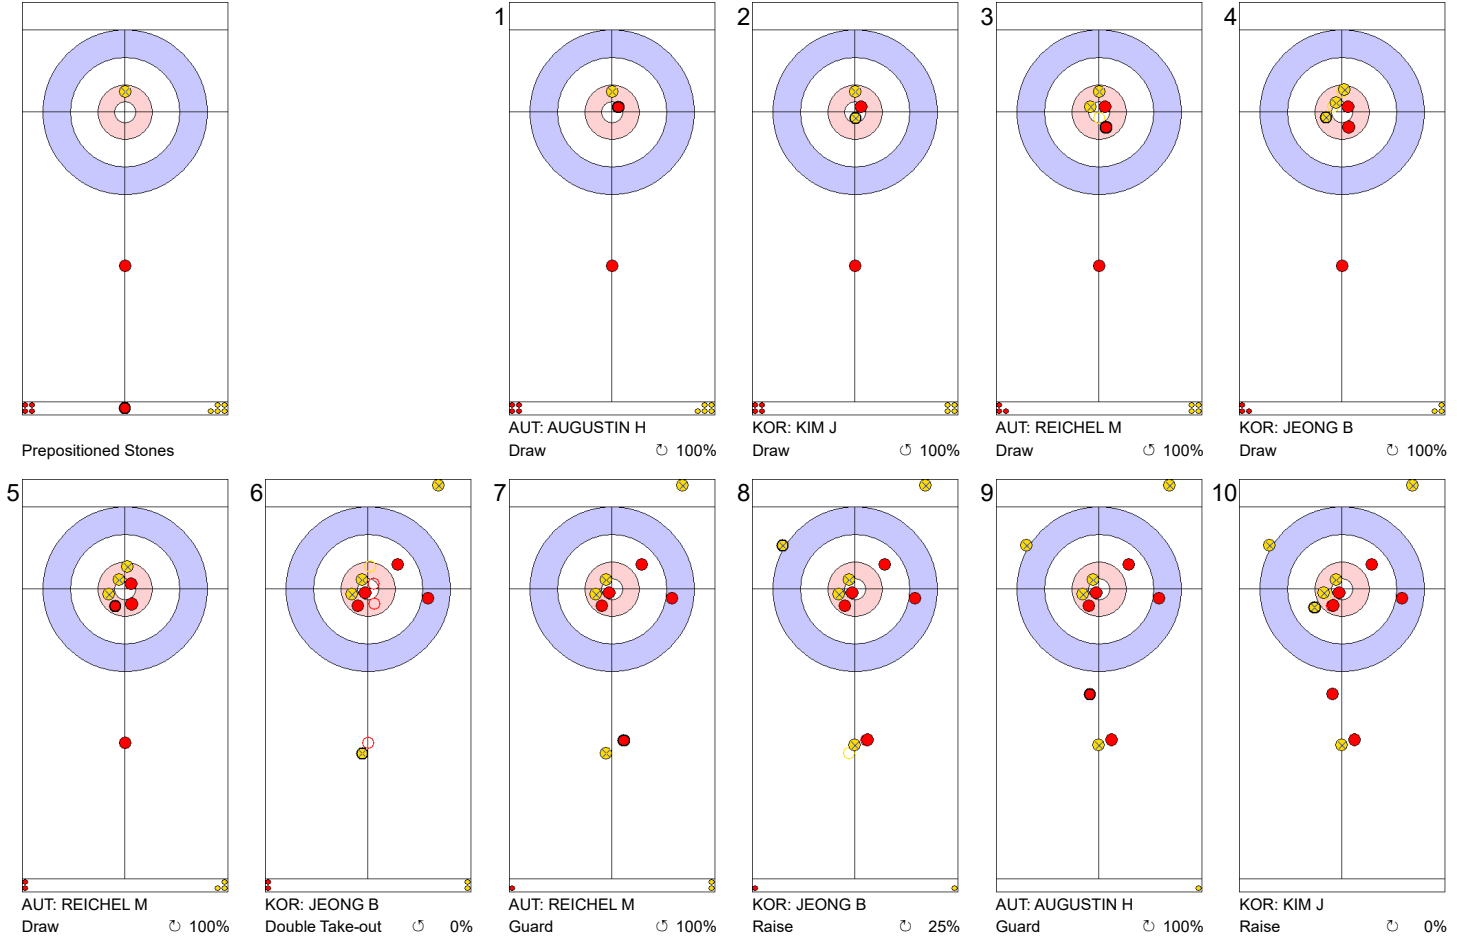 1
2
3
4
Prepositioned Stones
AUT: AUGUSTIN H
Draw ↻ 100%
KOR: KIM J
Draw ↺ 100%
AUT: REICHEL M
Draw ↻ 100%
KOR: JEONG B
Draw ↻ 100%
5
6
7
8
9
10
AUT: REICHEL M
Draw ↻ 100%
KOR: JEONG B
Double Take-out ↺ 0%
AUT: REICHEL M
Guard ↻ 100%
KOR: JEONG B
Raise ↻ 25%
AUT: AUGUSTIN H
Guard ↻ 100%
KOR: KIM J
Raise ↻ 0%